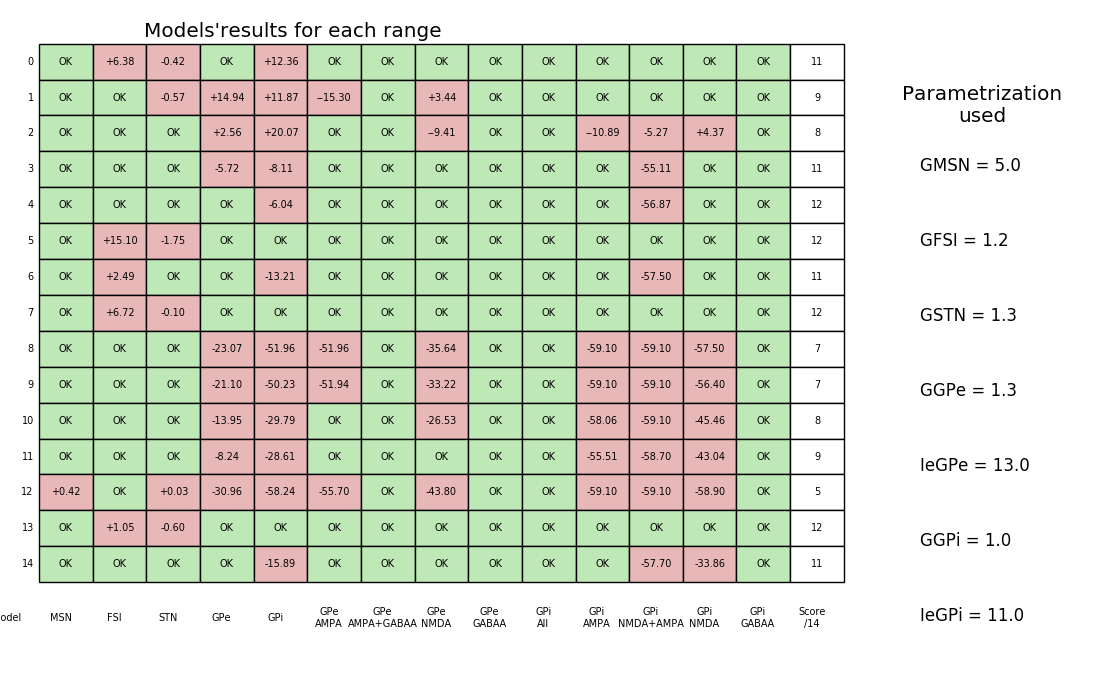 Models'results for each range
0 OK +6.38 -0.42 OK +12.36 OK OK OK OK OK OK OK OK OK 11
1 OK OK -0.57 +14.94 +11.87 --15.30 OK +3.44 OK OK OK OK OK OK 9
2 OK OK OK +2.56 +20.07 OK OK --9.41 OK OK --10.89 -5.27 +4.37 OK 8
3 OK OK OK -5.72 -8.11 OK OK OK OK OK OK -55.11 OK OK 11
4 OK OK OK OK -6.04 OK OK OK OK OK OK -56.87 OK OK 12
5 OK +15.10 -1.75 OK OK OK OK OK OK OK OK OK OK OK 12
6 OK +2.49 OK OK -13.21 OK OK OK OK OK OK -57.50 OK OK 11
7 OK +6.72 -0.10 OK OK OK OK OK OK OK OK OK OK OK 12
8 OK OK OK -23.07 -51.96 -51.96 OK -35.64 OK OK -59.10 -59.10 -57.50 OK 7
9 OK OK OK -21.10 -50.23 -51.94 OK -33.22 OK OK -59.10 -59.10 -56.40 OK 7
10 OK OK OK -13.95 -29.79 OK OK -26.53 OK OK -58.06 -59.10 -45.46 OK 8
11 OK OK OK -8.24 -28.61 OK OK OK OK OK -55.51 -58.70 -43.04 OK 9
12 +0.42 OK +0.03 -30.96 -58.24 -55.70 OK -43.80 OK OK -59.10 -59.10 -58.90 OK 5
13 OK +1.05 -0.60 OK OK OK OK OK OK OK OK OK OK OK 12
14 OK OK OK OK -15.89 OK OK OK OK OK OK -57.70 -33.86 OK 11
odel MSN FSI STN GPe GPi GPe GPe GPe GPe GPi GPi GPi GPi GPi Score
AMPA AMPA+GABAA NMDA GABAA All AMPA NMDA+AMPA NMDA GABAA /14
Parametrization
used
GMSN = 5.0
GFSI = 1.2
GSTN = 1.3
GGPe = 1.3
IeGPe = 13.0
GGPi = 1.0
IeGPi = 11.0